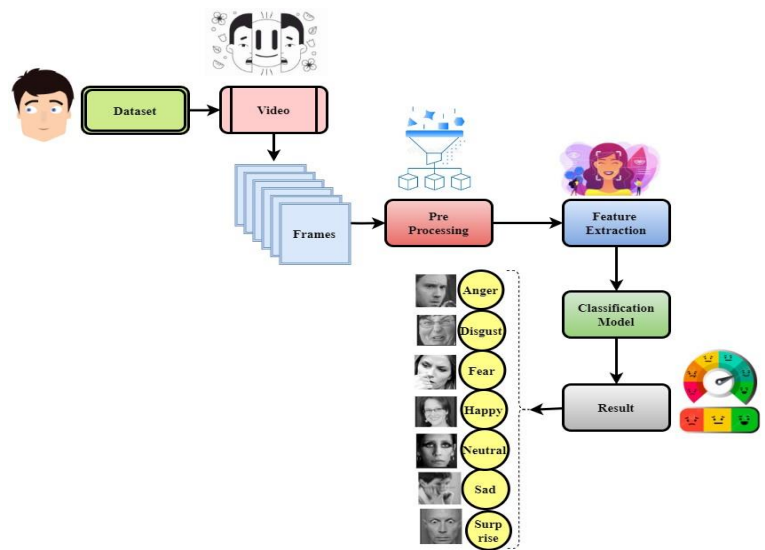 Dataset
Video
Frames
Pre
Processing
Feature
Extraction
Classification
Model
Result
Anger
Disgust
Fear
Happy
Neutral
Sad
Surp
rise